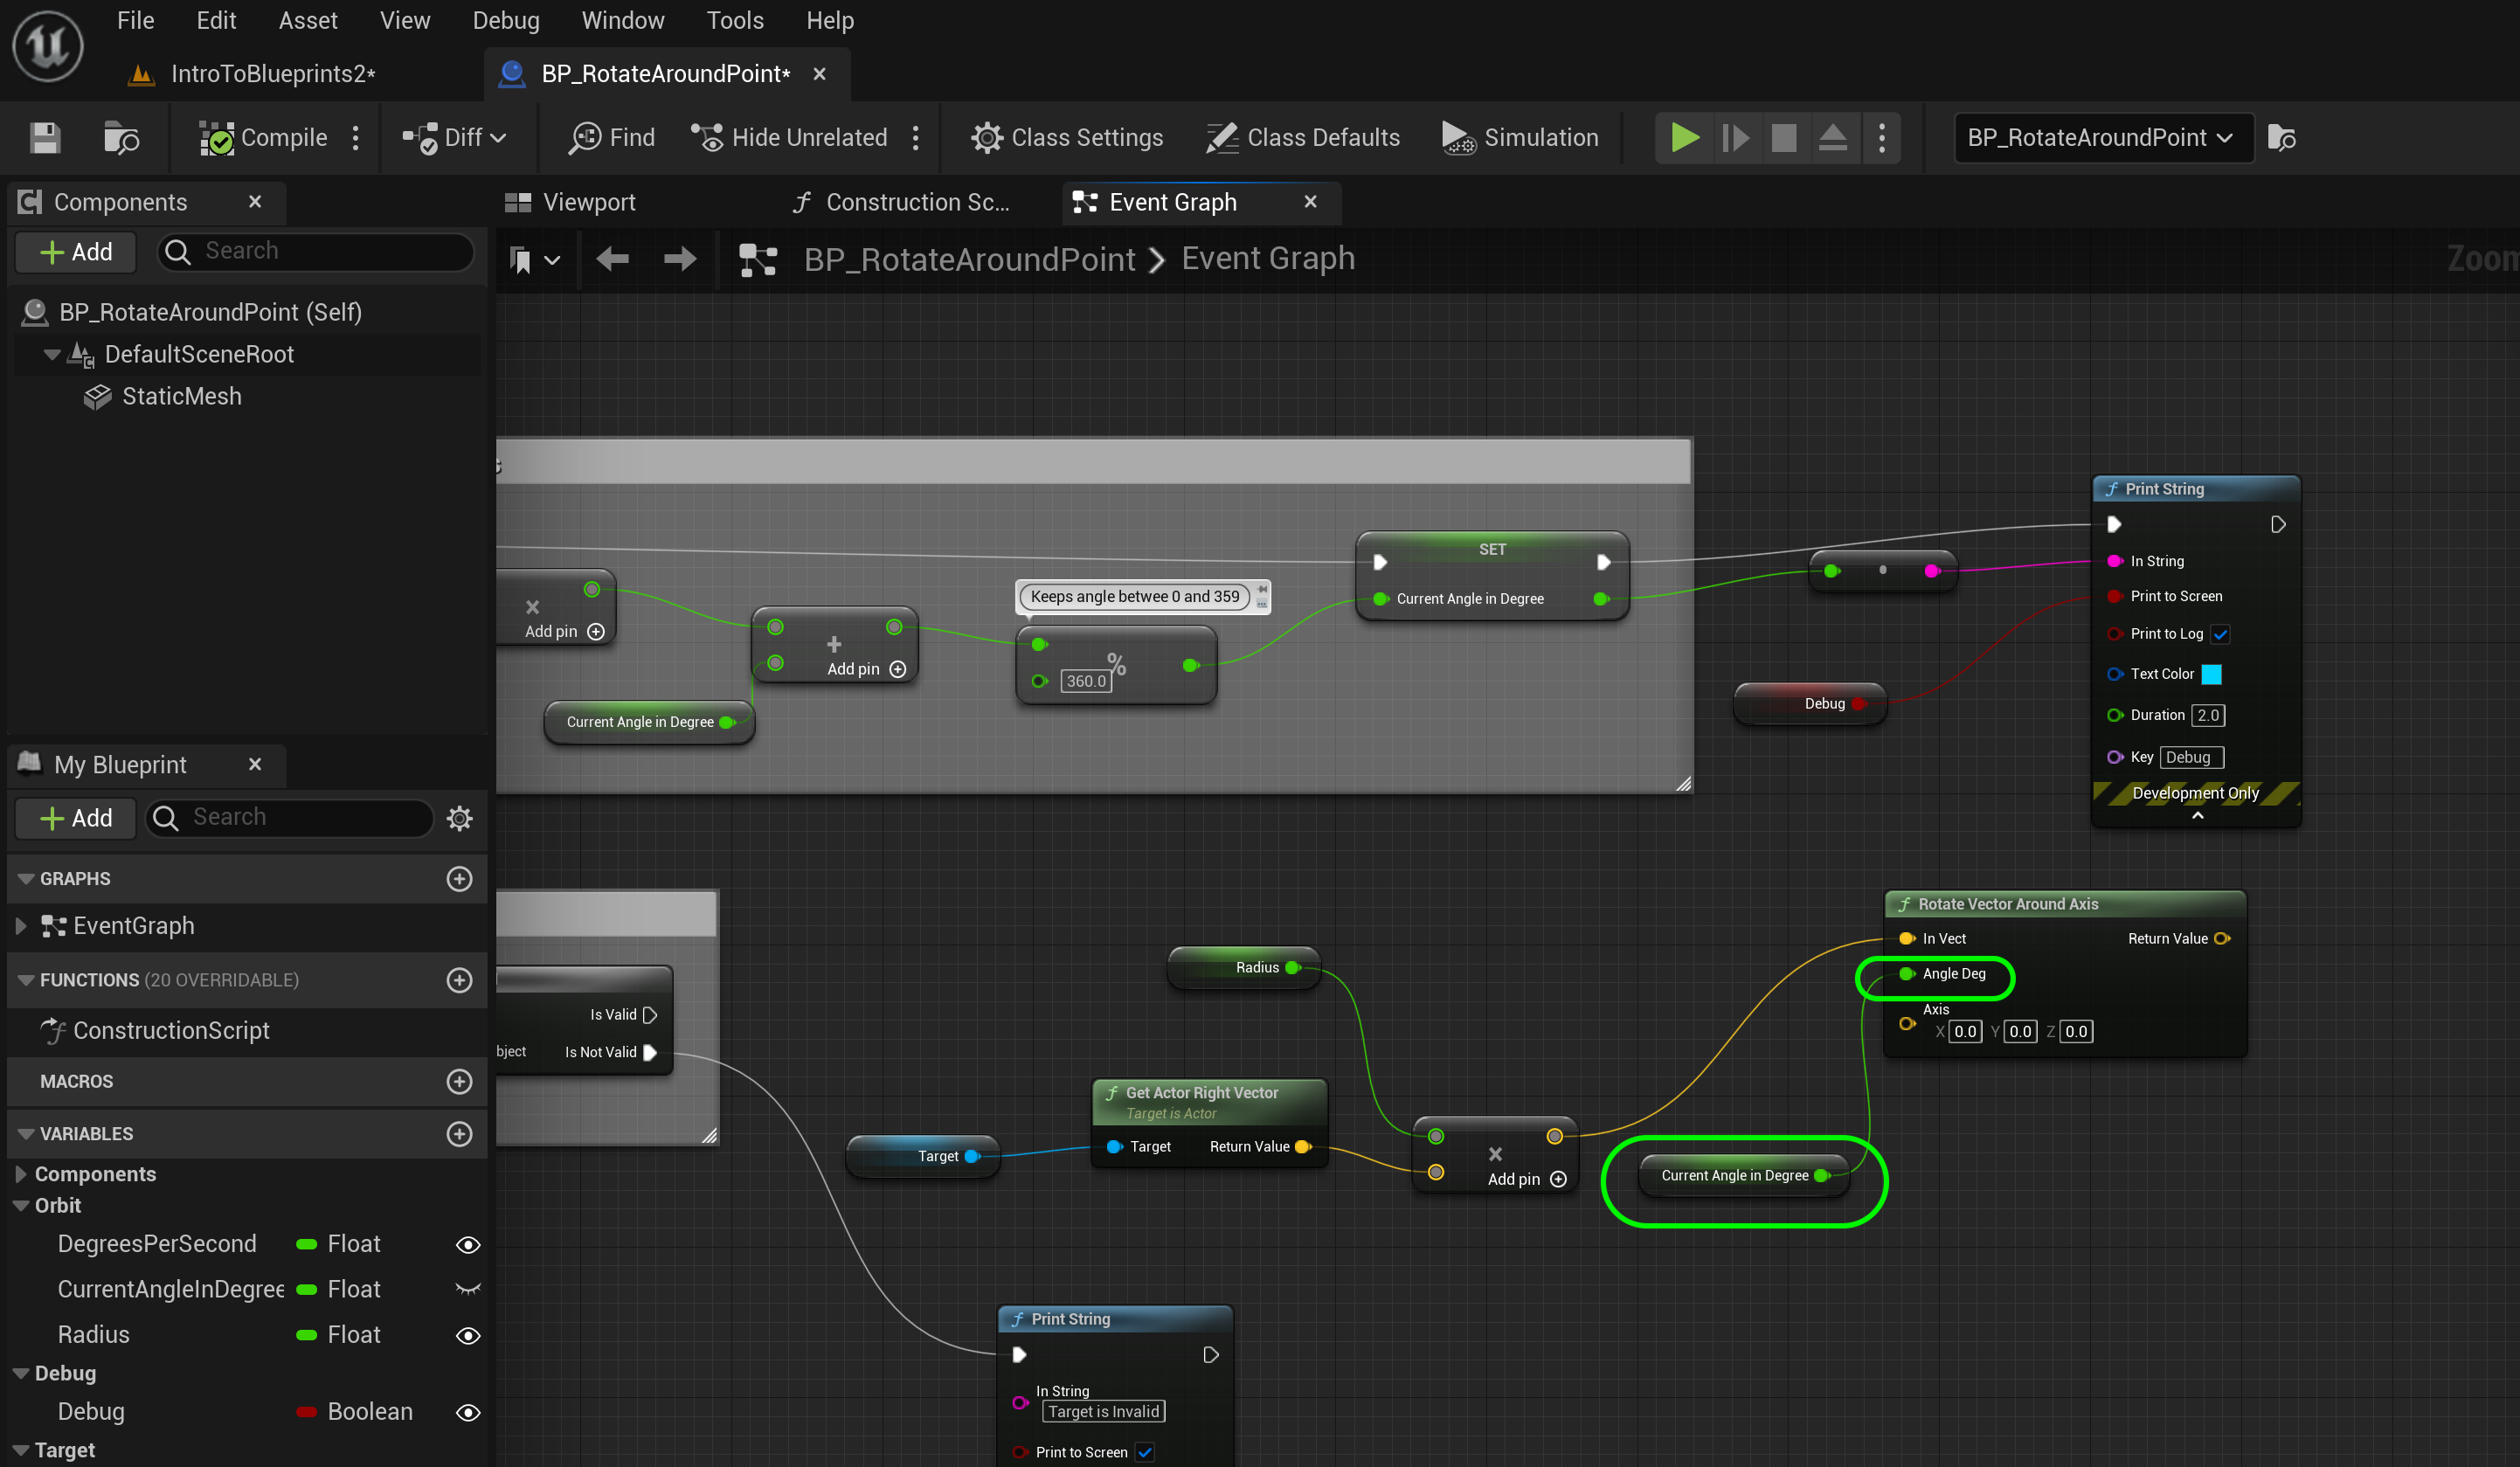 File Edit Asset View Debug Window Tools Help
IntroToBlueprints2* BP_RotateAroundPoint*
Compile Diff Find Hide Unrelated Class Settings Class Defaults Simulation BP_RotateAroundPoint
Components
Add Search
BP_RotateAroundPoint (Self)
DefaultSceneRoot
StaticMesh
My Blueprint
Add Search
GRAPHS
EventGraph
FUNCTIONS (20 OVERRIDABLE)
ConstructionScript
MACROS
VARIABLES
Components
Orbit
DegreesPerSecond Float
CurrentAngleInDegree Float
Radius Float
Debug
Debug Boolean
Target
Viewport Construction Sc... Event Graph
BP_RotateAroundPoint > Event Graph
Zoom
×
Add pin
Current Angle in Degree
+
Add pin
Keeps angle betwee 0 and 359
%
360.0
SET
Current Angle in Degree
Debug
Print String
In String
Print to Screen
Print to Log
Text Color
Duration 2.0
Key Debug
Development Only
Is Valid
bject Is Not Valid
Radius
Target
Get Actor Right Vector
Target is Actor
Target Return Value
×
Add pin
Current Angle in Degree
Rotate Vector Around Axis
In Vect Return Value
Angle Deg
Axis
X 0.0 Y 0.0 Z 0.0
Print String
In String
Target is Invalid
Print to Screen